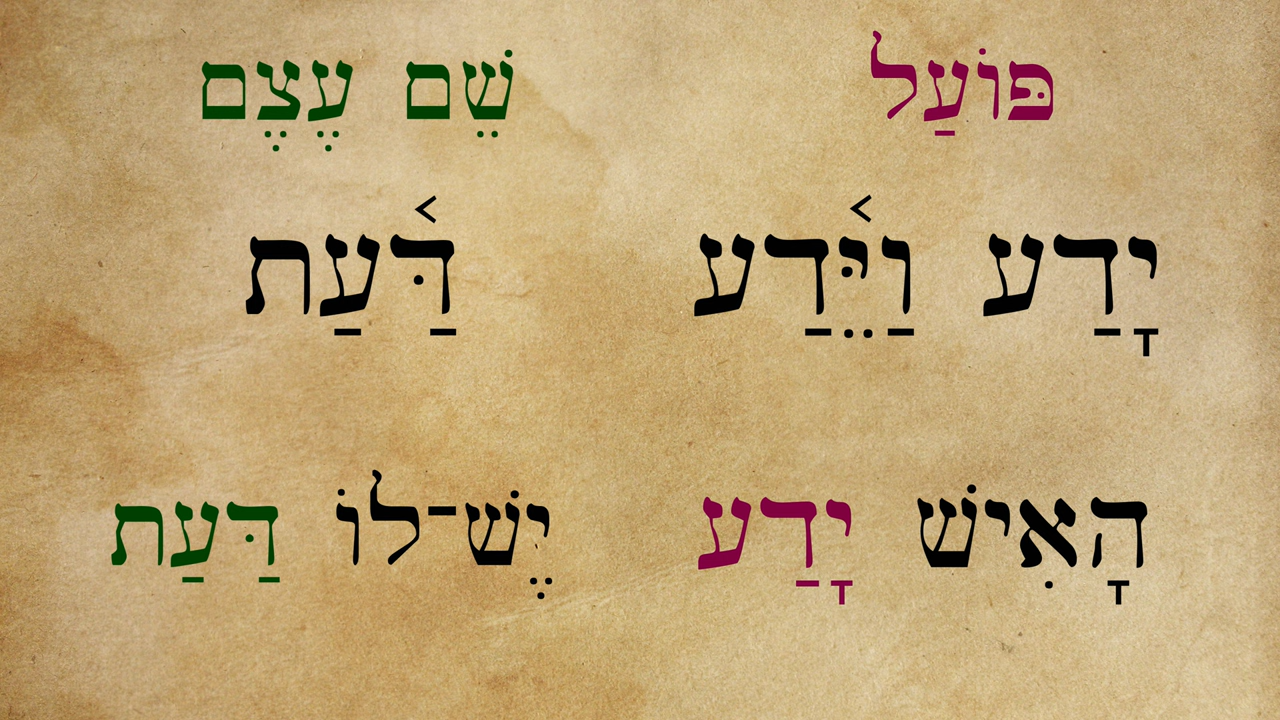 פּוֹעַל שֵׁם עֶצֶם
יָדַע וַיֵּ֫דַע דַּ֫עַת
הָאִישׁ יָדַע יֶשׁ־לוֹ דַּעַת